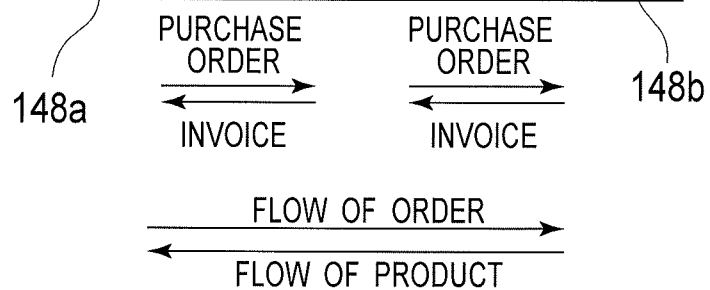 PURCHASE
ORDER
PURCHASE
ORDER
148a
148b
INVOICE
INVOICE
FLOW OF ORDER
FLOW OF PRODUCT